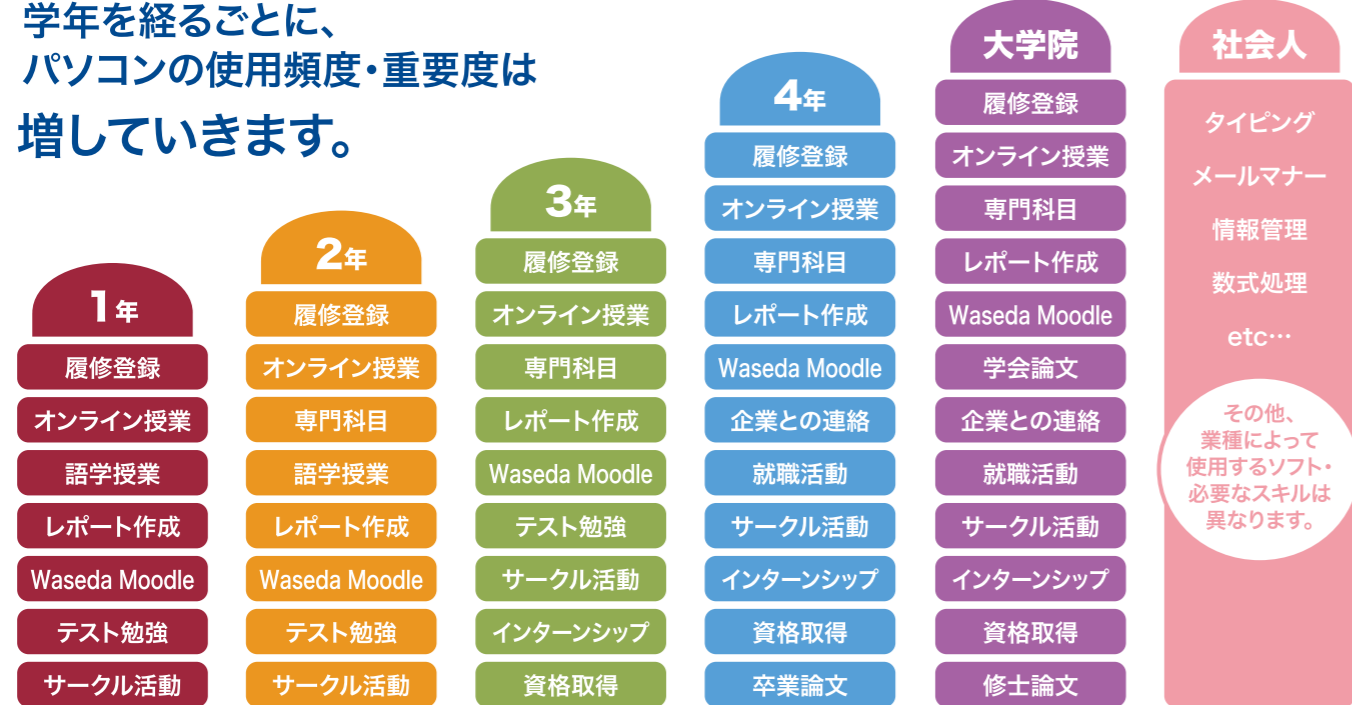 学年を経るごとに、
パソコンの使用頻度・重要度は
増していきます。
1年
履修登録
オンライン授業
語学授業
レポート作成
Waseda Moodle
テスト勉強
サークル活動
2年
履修登録
オンライン授業
専門科目
語学授業
レポート作成
Waseda Moodle
テスト勉強
サークル活動
3年
履修登録
オンライン授業
専門科目
レポート作成
Waseda Moodle
テスト勉強
サークル活動
インターンシップ
資格取得
4年
履修登録
オンライン授業
専門科目
レポート作成
Waseda Moodle
企業との連絡
就職活動
サークル活動
インターンシップ
資格取得
卒業論文
大学院
履修登録
オンライン授業
専門科目
レポート作成
Waseda Moodle
学会論文
企業との連絡
就職活動
サークル活動
インターンシップ
資格取得
修士論文
社会人
タイピング
メールマナー
情報管理
数式処理
etc…
その他、
業種によって
使用するソフト・
必要なスキルは
異なります。